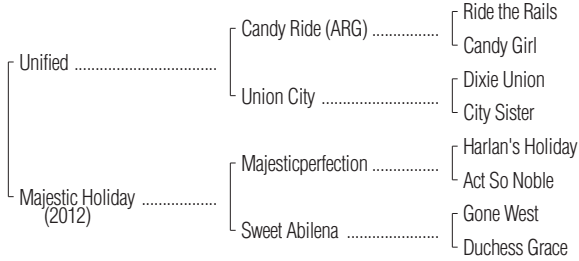 Ride the Rails
Candy Ride (ARG) ................
Candy Girl
Unified ..................................
Dixie Union
Union City ............................
City Sister
Harlan's Holiday
Majesticperfection ................
Act So Noble
Majestic Holiday ..................
(2012)
Gone West
Sweet Abilena ......................
Duchess Grace